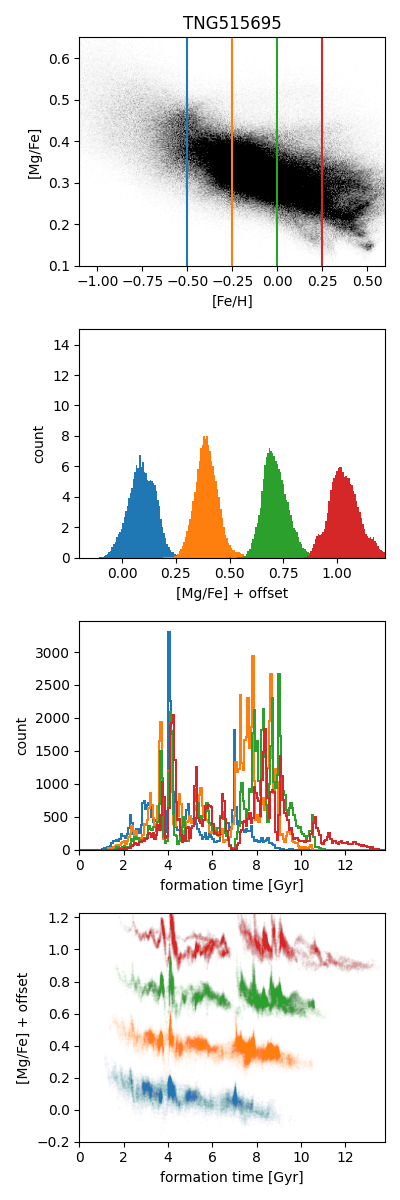 TNG515695
0.6
0.5
[Mg/Fe]
0.4
0.3
0.2
0.1
−1.00 −0.75 −0.50 −0.25 0.00 0.25 0.50
[Fe/H]
14
12
10
count
8
6
4
2
0
0.00 0.25 0.50 0.75 1.00
[Mg/Fe] + offset
3000
2500
2000
count
1500
1000
500
0
0 2 4 6 8 10 12
formation time [Gyr]
1.2
1.0
0.8
[Mg/Fe] + offset
0.6
0.4
0.2
0.0
−0.2
0 2 4 6 8 10 12
formation time [Gyr]